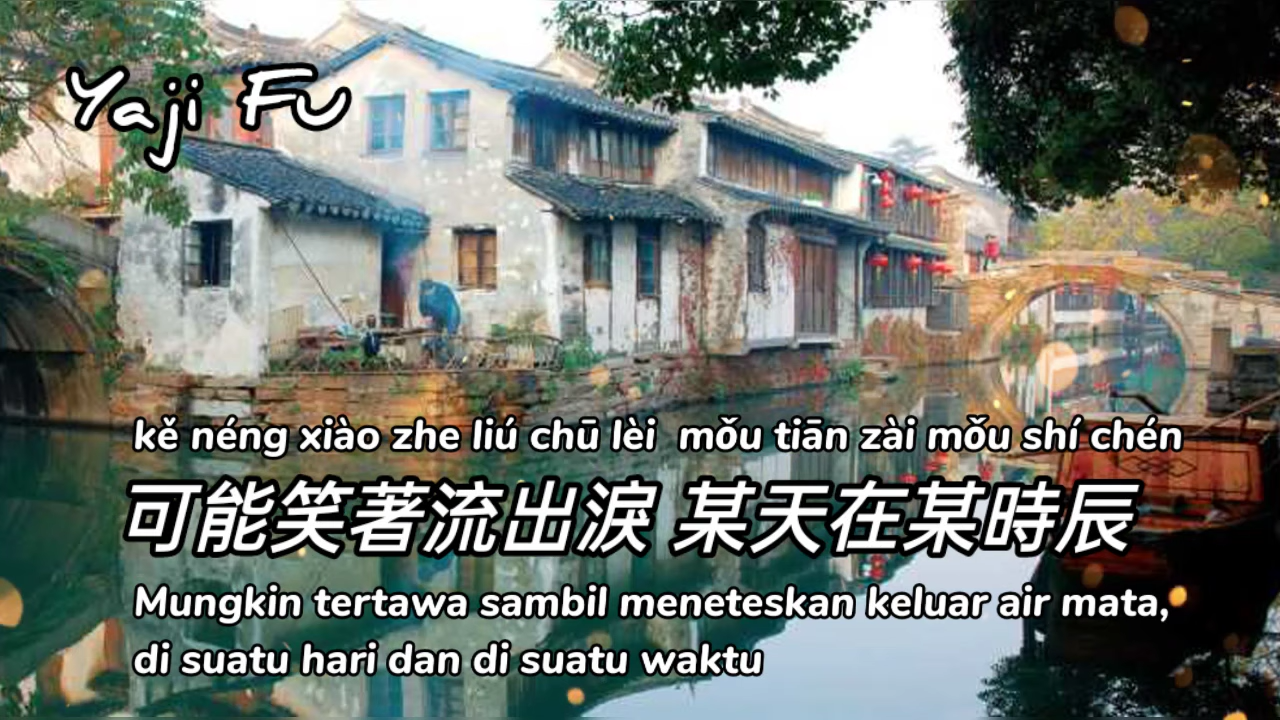 Yaji Fu
kě néng xiào zhe liú chū lèi mǒu tiān zài mǒu shí chén
可能笑著流出淚 某天在某時辰
Mungkin tertawa sambil meneteskan keluar air mata,
di suatu hari dan di suatu waktu